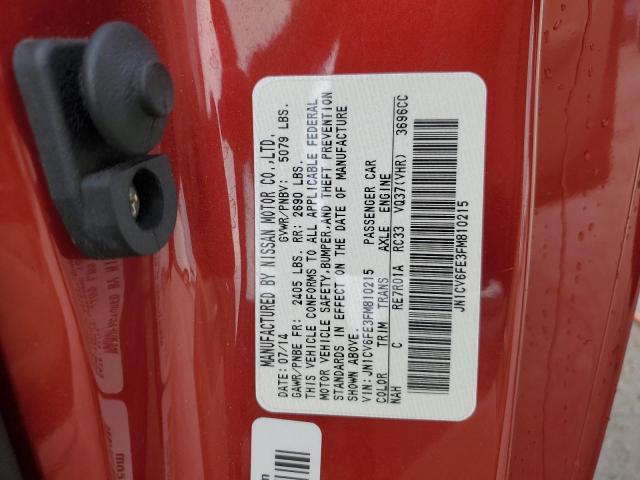 MANUFACTURED BY NISSAN MOTOR CO.,LTD.
DATE: 07/14 GVWR/PNBV: 5079 LBS.
GAWR/PNBE FR: 2405 LBS. RR: 2690 LBS.
THIS VEHICLE CONFORMS TO ALL APPLICABLE FEDERAL
MOTOR VEHICLE SAFETY,BUMPER,AND THEFT PREVENTION
STANDARDS IN EFFECT ON THE DATE OF MANUFACTURE
SHOWN ABOVE.
VIN: JN1CV6FE3FM810215 PASSENGER CAR
COLOR TRIM TRANS AXLE ENGINE
NAH C RE7R01A RC33 VQ37(VHR) 3696CC
JN1CV6FE3FM810215